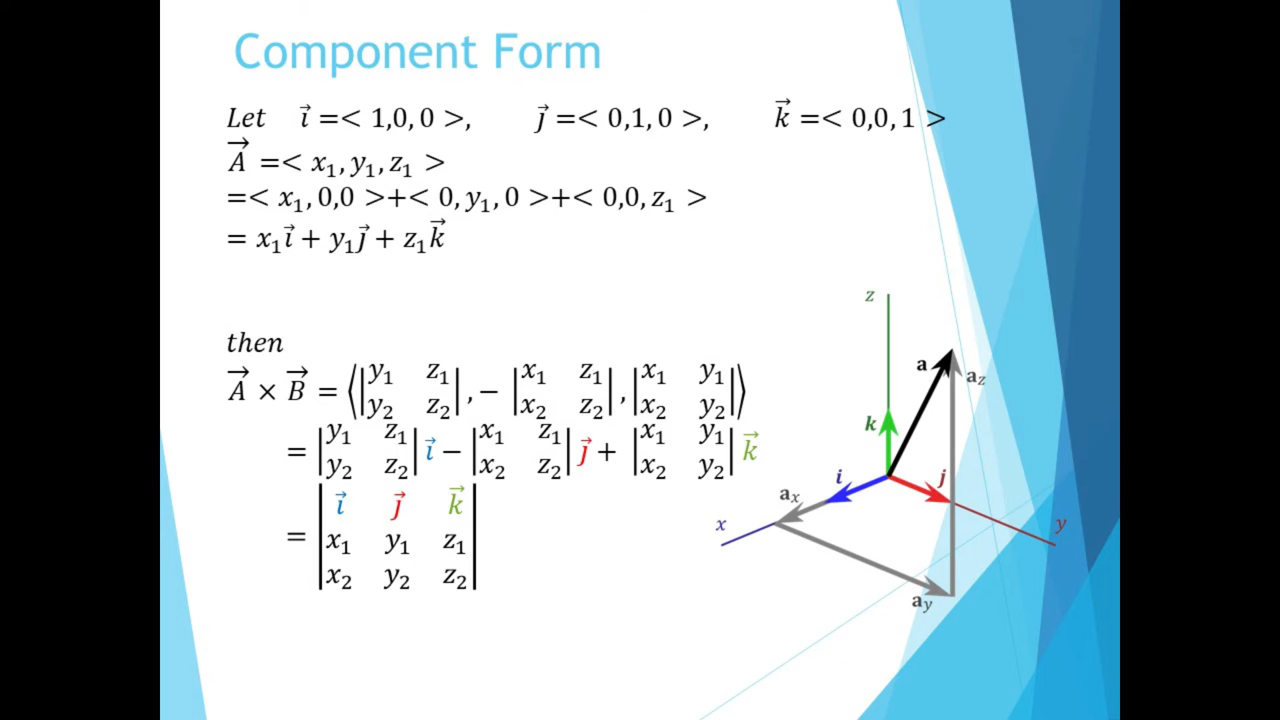 Component Form
Let i⃗ =< 1,0,0 >, j⃗ =< 0,1,0 >, k⃗ =< 0,0,1 >
A⃗ =< x₁, y₁, z₁ >
=< x₁, 0,0 >+< 0, y₁, 0 >+< 0,0, z₁ >
= x₁i⃗ + y₁j⃗ + z₁k⃗
then
A⃗ × B⃗ = ⟨|y₁ z₁; y₂ z₂|, − |x₁ z₁; x₂ z₂|, |x₁ y₁; x₂ y₂|⟩
= |y₁ z₁; y₂ z₂| i⃗ − |x₁ z₁; x₂ z₂| j⃗ + |x₁ y₁; x₂ y₂| k⃗
= |i⃗ j⃗ k⃗; x₁ y₁ z₁; x₂ y₂ z₂|
z
a
a_z
k
i
j
a_x
x
y
a_y